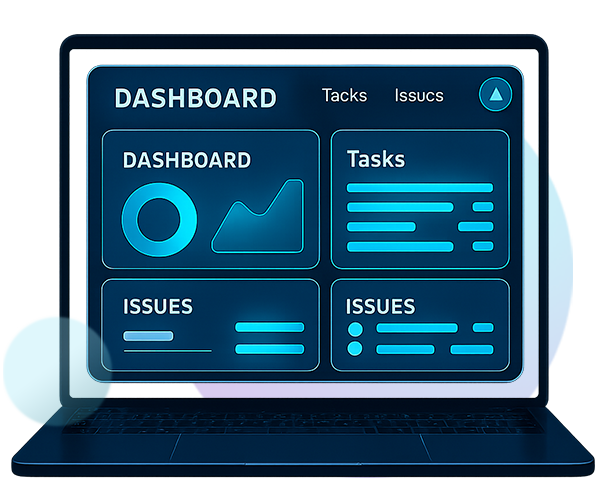 DASHBOARD Tacks Issucs
DASHBOARD
Tasks
ISSUES
ISSUES